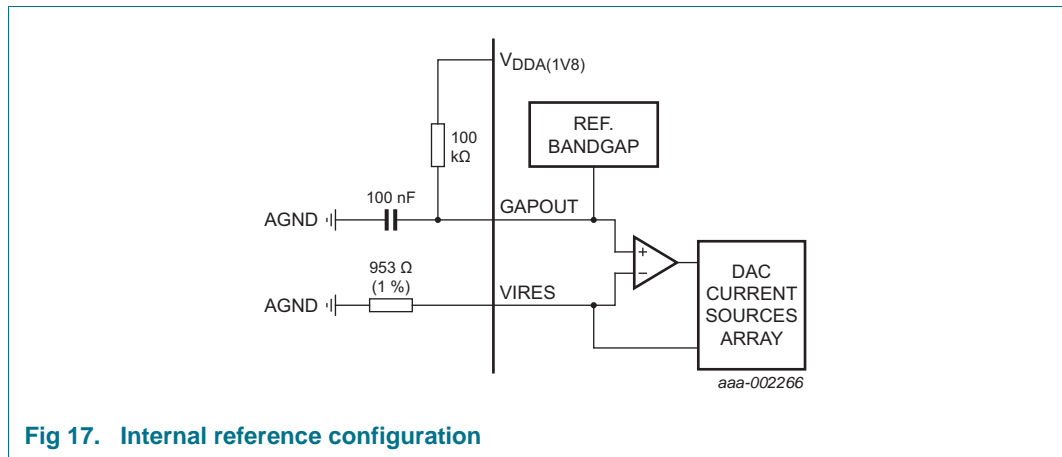 VDDA(1V8)
100
kΩ
REF.
BANDGAP
100 nF
AGND
GAPOUT
+
−
953 Ω
(1 %)
AGND
VIRES
DAC
CURRENT
SOURCES
ARRAY
aaa-002266
Fig 17. Internal reference configuration